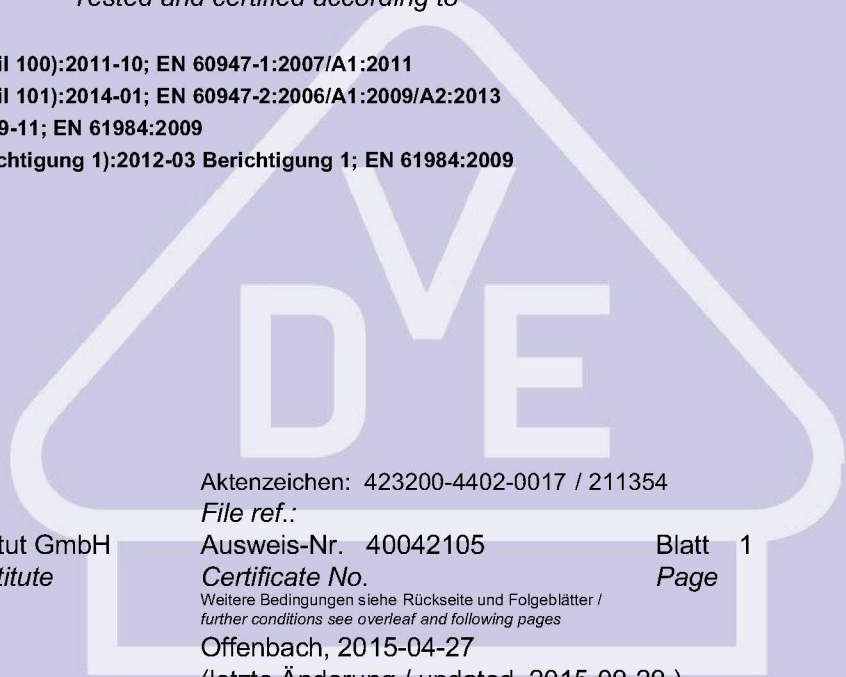 Tested and certified according to
il 100):2011-10; EN 60947-1:2007/A1:2011
il 101):2014-01; EN 60947-2:2006/A1:2009/A2:2013
9-11; EN 61984:2009
chtigung 1):2012-03 Berichtigung 1; EN 61984:2009
VDE
Aktenzeichen: 423200-4402-0017 / 211354
File ref.:
tut GmbH Ausweis-Nr. 40042105 Blatt 1
titute Certificate No. Page
Weitere Bedingungen siehe Rückseite und Folgeblätter /
further conditions see overleaf and following pages
Offenbach, 2015-04-27
(letzte Änderung / updated